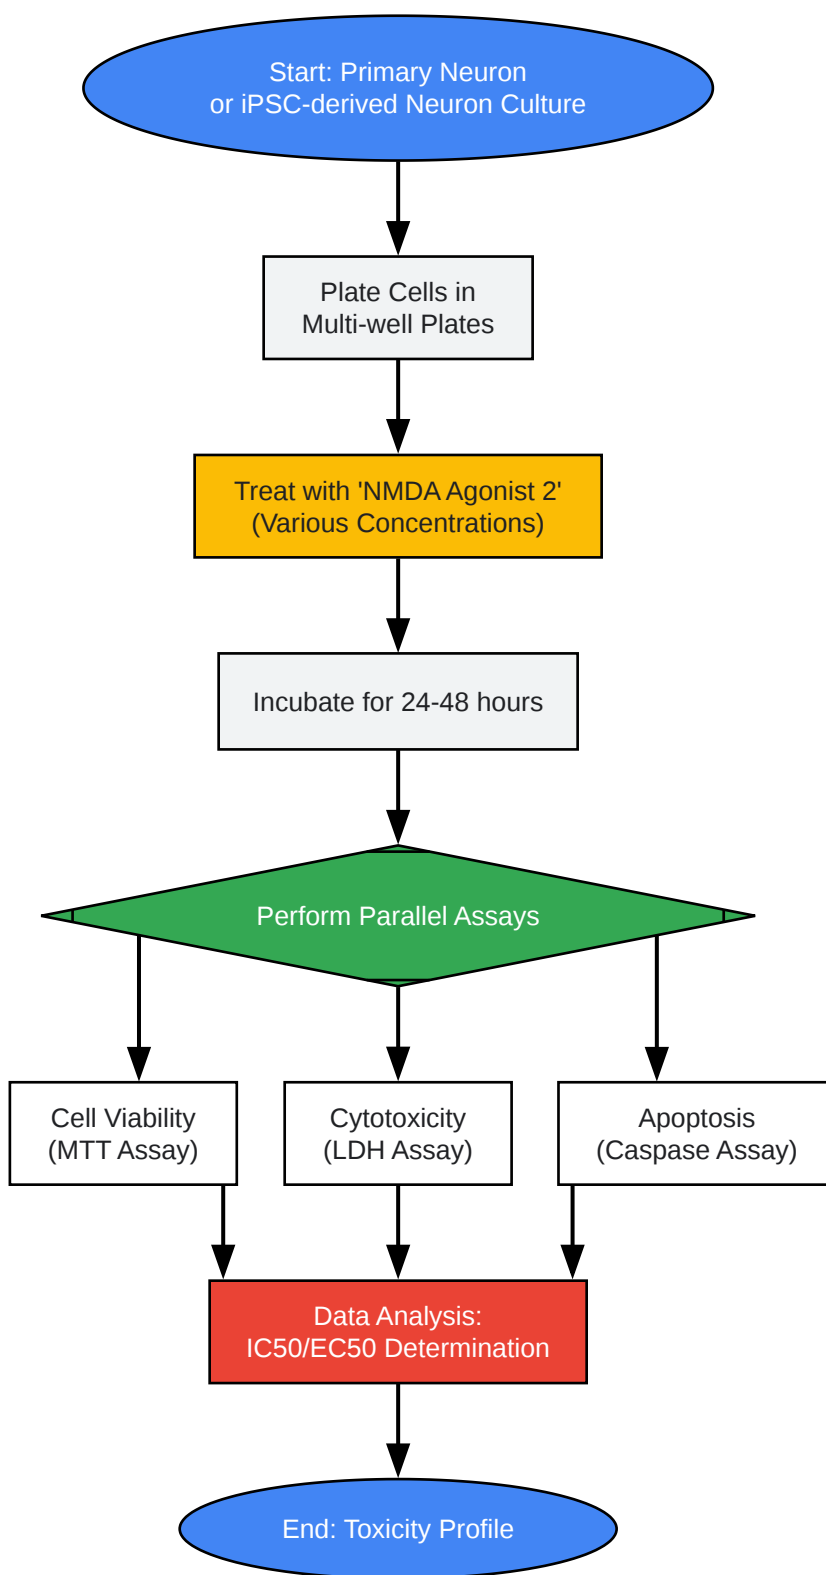 Start: Primary Neuron
or iPSC-derived Neuron Culture
Plate Cells in
Multi-well Plates
Treat with 'NMDA Agonist 2'
(Various Concentrations)
Incubate for 24-48 hours
Perform Parallel Assays
Cell Viability
(MTT Assay)
Cytotoxicity
(LDH Assay)
Apoptosis
(Caspase Assay)
Data Analysis:
IC50/EC50 Determination
End: Toxicity Profile